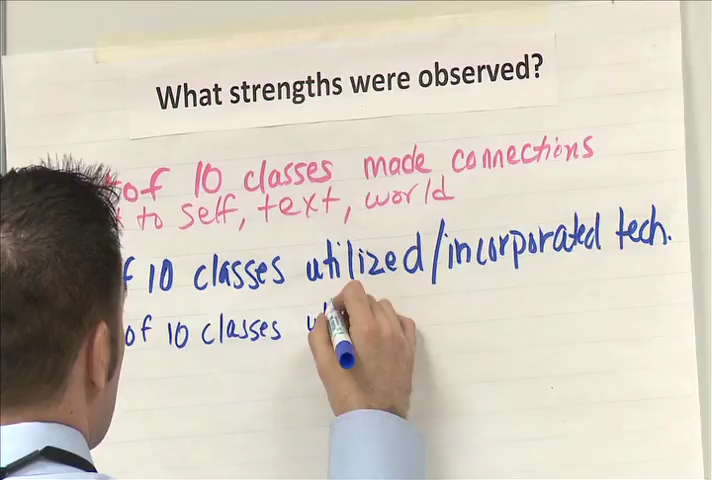 What strengths were observed?
of 10 classes made connections
to self, text, world
10 classes utilized/incorporated tech.
of 10 classes